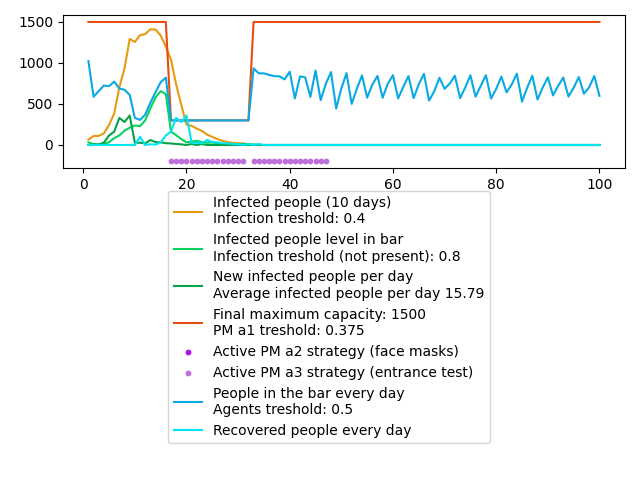 1500
1000
500
0
0
20
40
60
80
100
Infected people (10 days)
Infection treshold: 0.4
Infected people level in bar
Infection treshold (not present): 0.8
New infected people per day
Average infected people per day 15.79
Final maximum capacity: 1500
PM a1 treshold: 0.375
Active PM a2 strategy (face masks)
Active PM a3 strategy (entrance test)
People in the bar every day
Agents treshold: 0.5
Recovered people every day